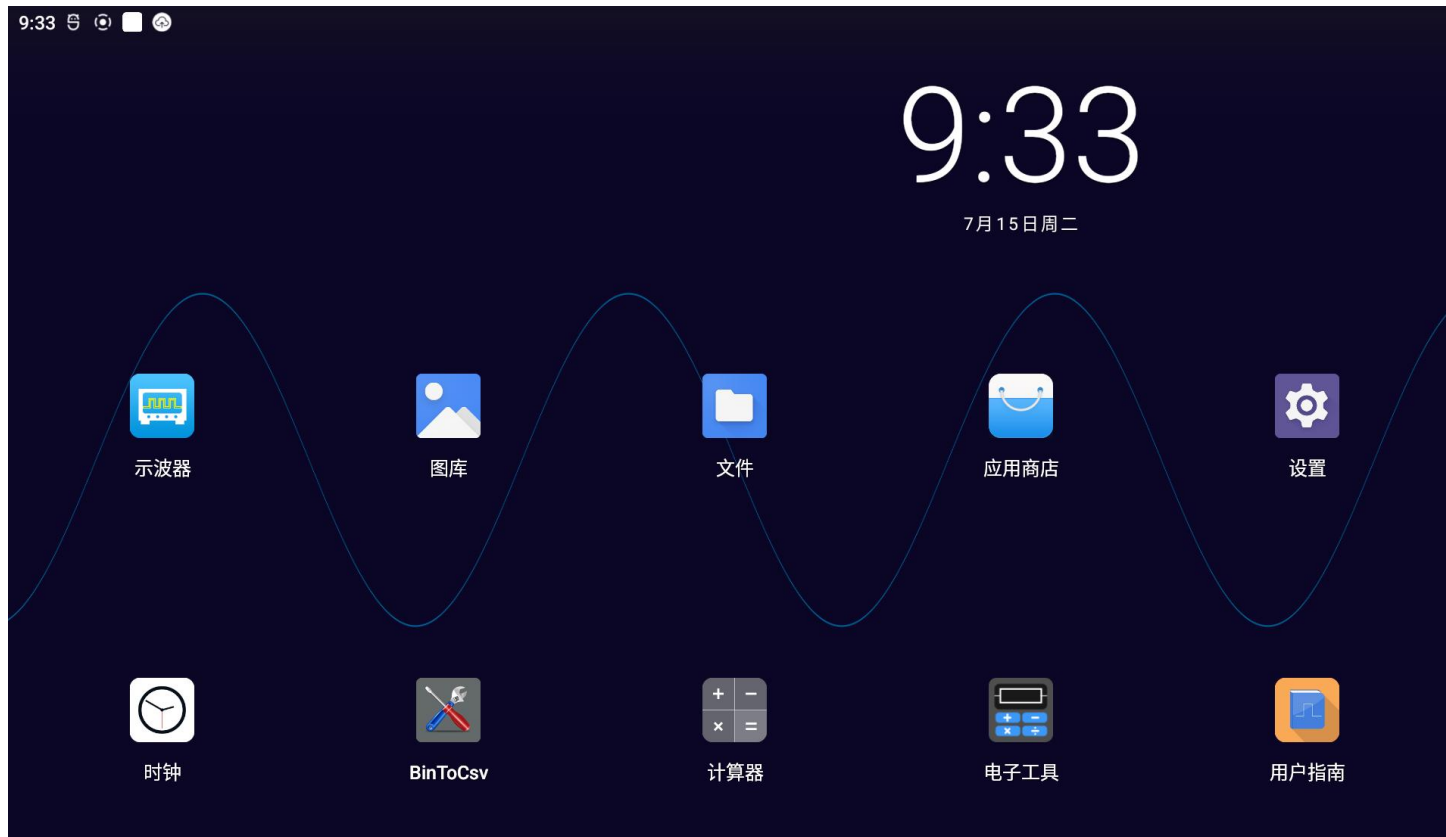 9:33
9:33
7月15日周二
示波器
图库
文件
应用商店
设置
时钟
BinToCsv
计算器
电子工具
用户指南